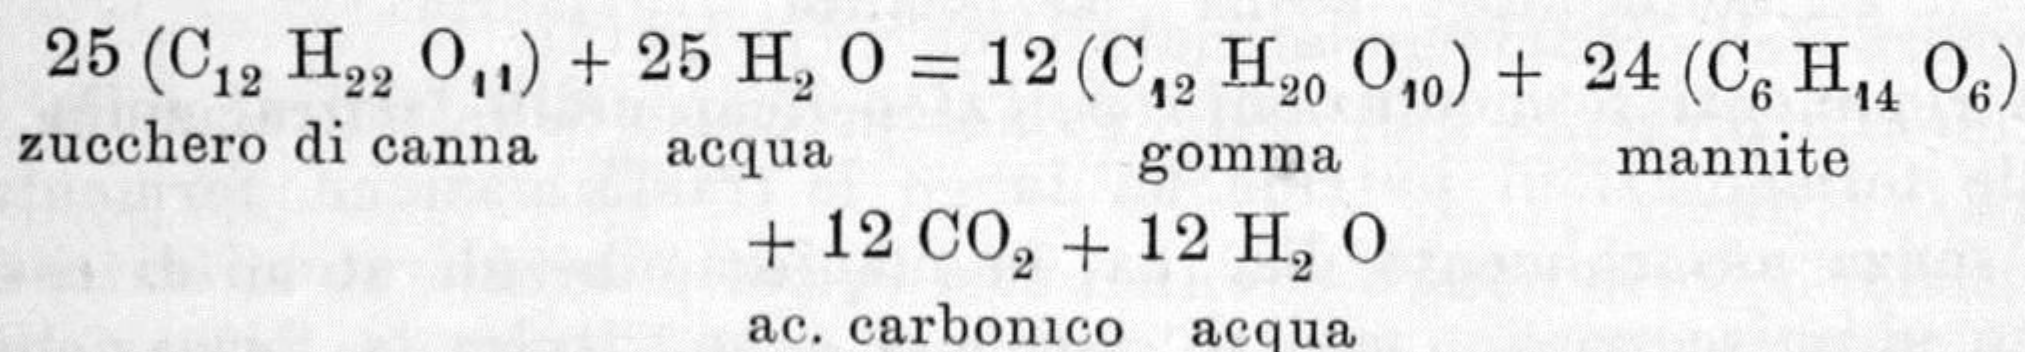 25 (C₁₂ H₂₂ O₁₁) + 25 H₂ O = 12 (C₁₂ H₂₀ O₁₀) + 24 (C₆ H₁₄ O₆)
zucchero di canna acqua gomma mannite
+ 12 CO₂ + 12 H₂ O
ac. carbonico acqua